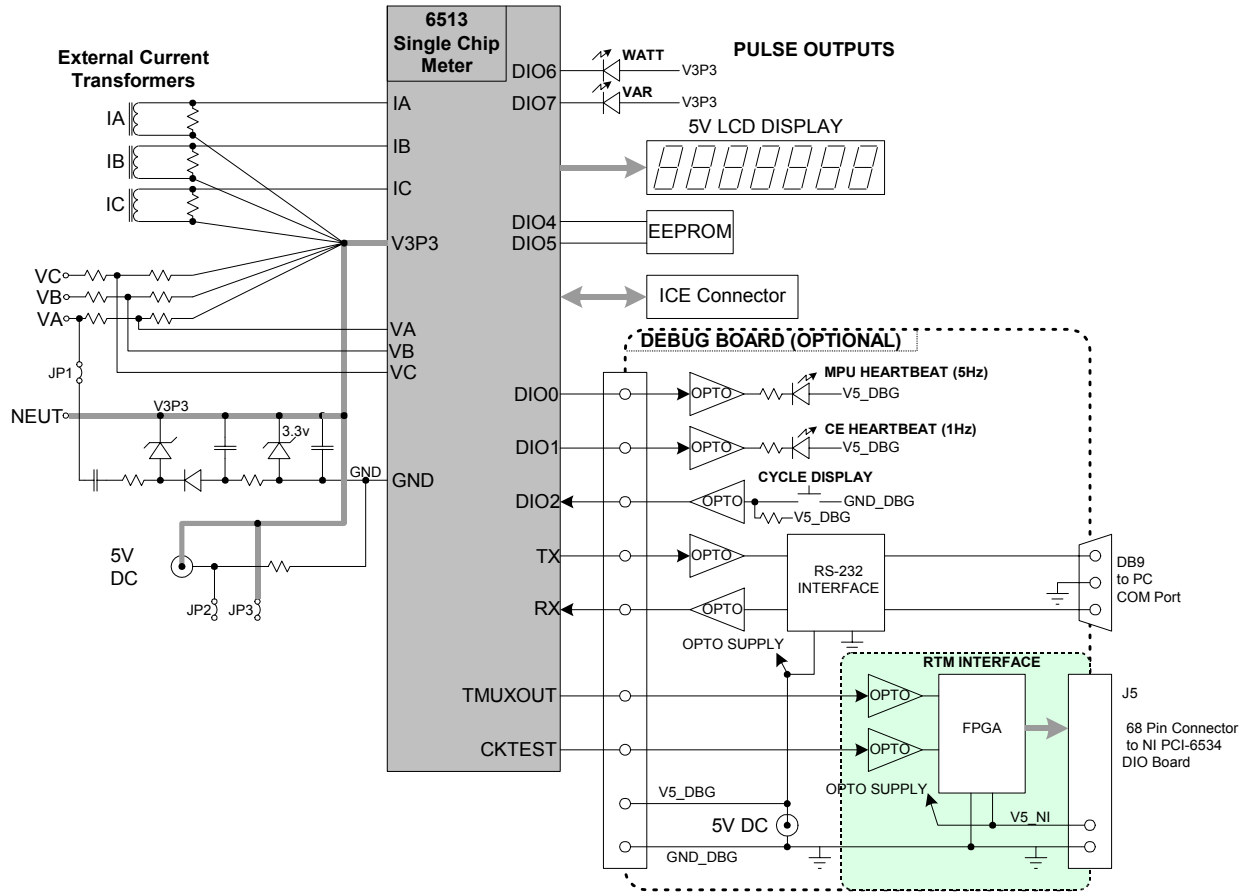 6513
Single Chip
Meter
External Current
Transformers
IA
IB
IC
IA
IB
IC
V3P3
VC
VB
VA
VA
VB
VC
JP1
NEUT
V3P3
3.3v
GND
GND
5V
DC
JP2
JP3
DIO6
DIO7
WATT
V3P3
VAR
V3P3
PULSE OUTPUTS
5V LCD DISPLAY
DIO4
DIO5
EEPROM
ICE Connector
DEBUG BOARD (OPTIONAL)
DIO0
OPTO
MPU HEARTBEAT (5Hz)
V5_DBG
DIO1
OPTO
CE HEARTBEAT (1Hz)
V5_DBG
DIO2
OPTO
CYCLE DISPLAY
GND_DBG
V5_DBG
TX
OPTO
RS-232
INTERFACE
DB9
to PC
COM Port
RX
OPTO
OPTO SUPPLY
RTM INTERFACE
TMUXOUT
OPTO
FPGA
CKTEST
OPTO
OPTO SUPPLY
J5
68 Pin Connector
to NI PCI-6534
DIO Board
V5_DBG
5V DC
V5_NI
GND_DBG